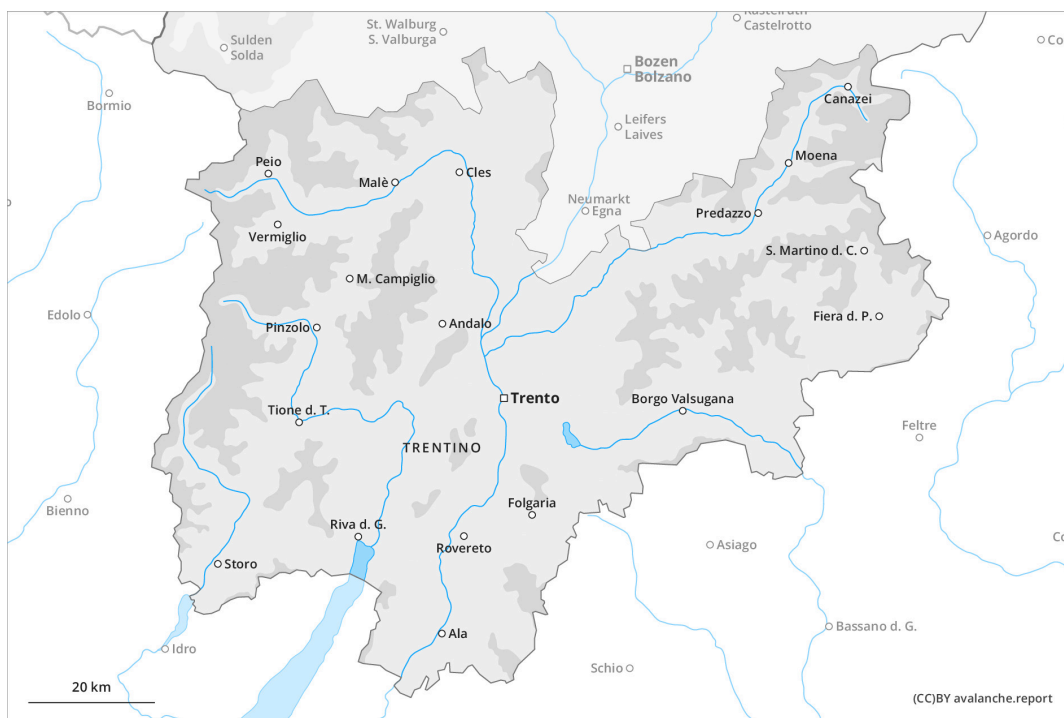 Kastelruth
Castelrotto
St. Walburg
S. Valburga
Sulden
Solda
Co
Bozen
Bolzano
Bormio
Canazei
Leifers
Laives
Moena
Peio
Malè
Cles
Neumarkt
Egna
Predazzo
Vermiglio
Agordo
S. Martino d. C.
M. Campiglio
Edolo
Pinzolo
Andalo
Fiera d. P.
Trento
Borgo Valsugana
Tione d. T.
Feltre
TRENTINO
Bienno
Folgaria
Riva d. G.
Rovereto
Asiago
Co
Storo
Ala
Bassano d. G.
Idro
Schio
20 km
(CC)BY avalanche.report